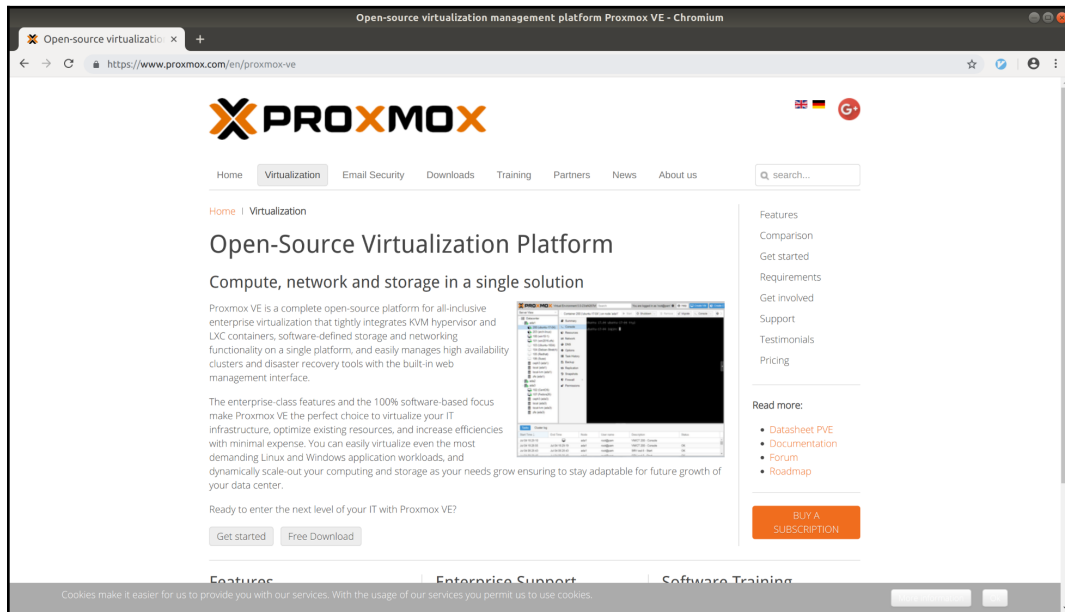 Open-source virtualization management platform Proxmox VE - Chromium
Open-source virtualizatio
https://www.proxmox.com/en/proxmox-ve
PROXMOX
G+
Home Virtualization Email Security Downloads Training Partners News About us search...
Home | Virtualization
Open-Source Virtualization Platform
Compute, network and storage in a single solution
Proxmox VE is a complete open-source platform for all-inclusive
enterprise virtualization that tightly integrates KVM hypervisor and
LXC containers, software-defined storage and networking
functionality on a single platform, and easily manages high availability
clusters and disaster recovery tools with the built-in web
management interface.
The enterprise-class features and the 100% software-based focus
make Proxmox VE the perfect choice to virtualize your IT
infrastructure, optimize existing resources, and increase efficiencies
with minimal expense. You can easily virtualize even the most
demanding Linux and Windows application workloads, and
dynamically scale-out your computing and storage as your needs grow ensuring to stay adaptable for future growth of
your data center.
Ready to enter the next level of your IT with Proxmox VE?
Get started Free Download
PROXMOX
Features
Comparison
Get started
Requirements
Get involved
Support
Testimonials
Pricing
Read more:
Datasheet PVE
Documentation
Forum
Roadmap
BUY A
SUBSCRIPTION
Features Enterprise Support Software Training
Cookies make it easier for us to provide you with our services. With the usage of our services you permit us to use cookies.